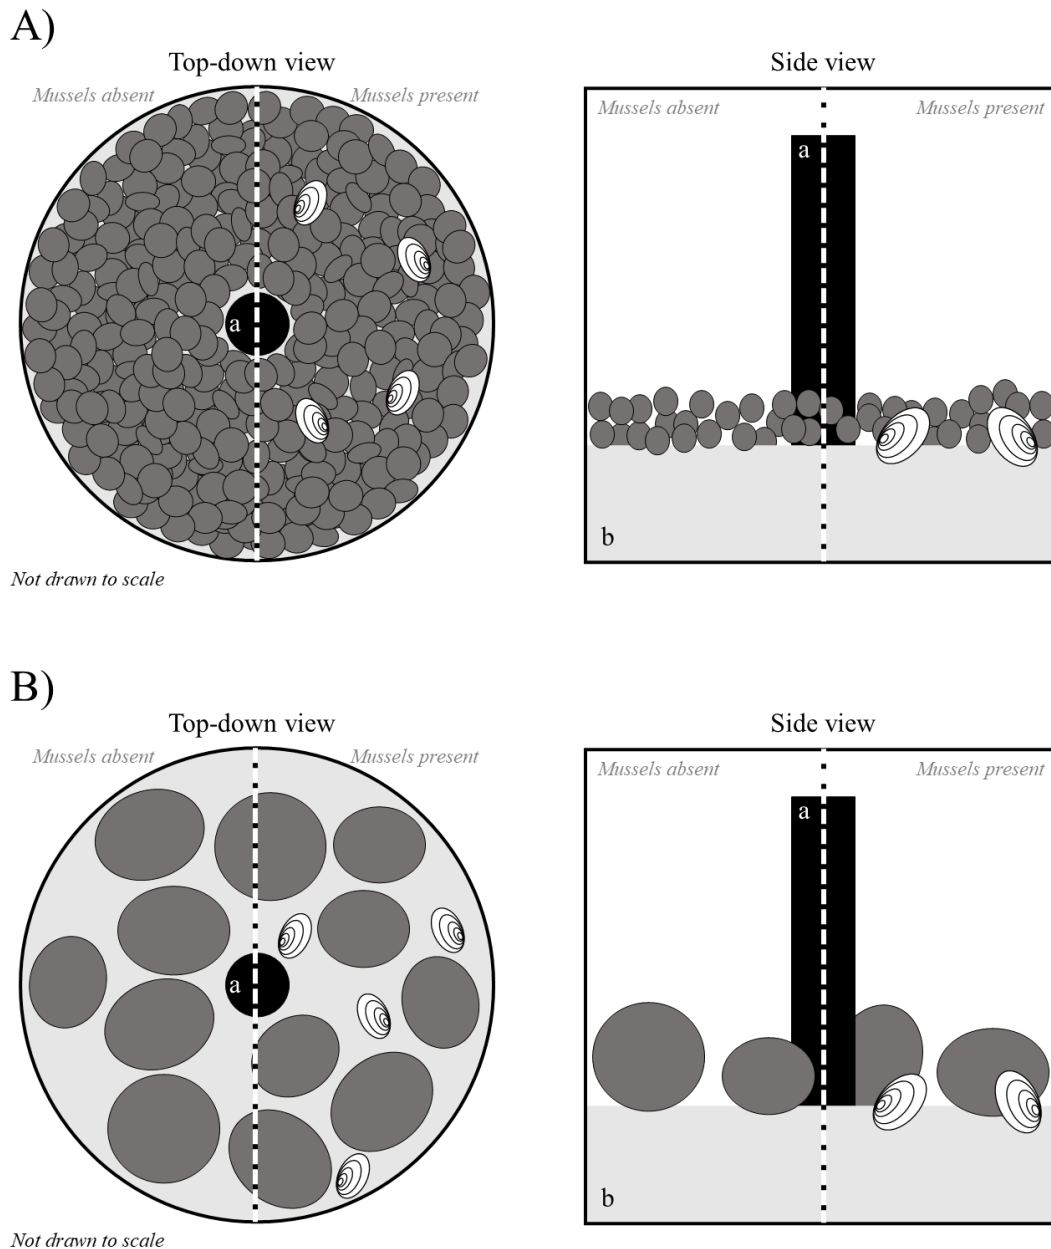 A)
Top-down view
Side view
Mussels absent
Mussels present
Mussels absent
Mussels present
a
a
b
Not drawn to scale
B)
Top-down view
Side view
Mussels absent
Mussels present
Mussels absent
Mussels present
a
a
b
Not drawn to scale